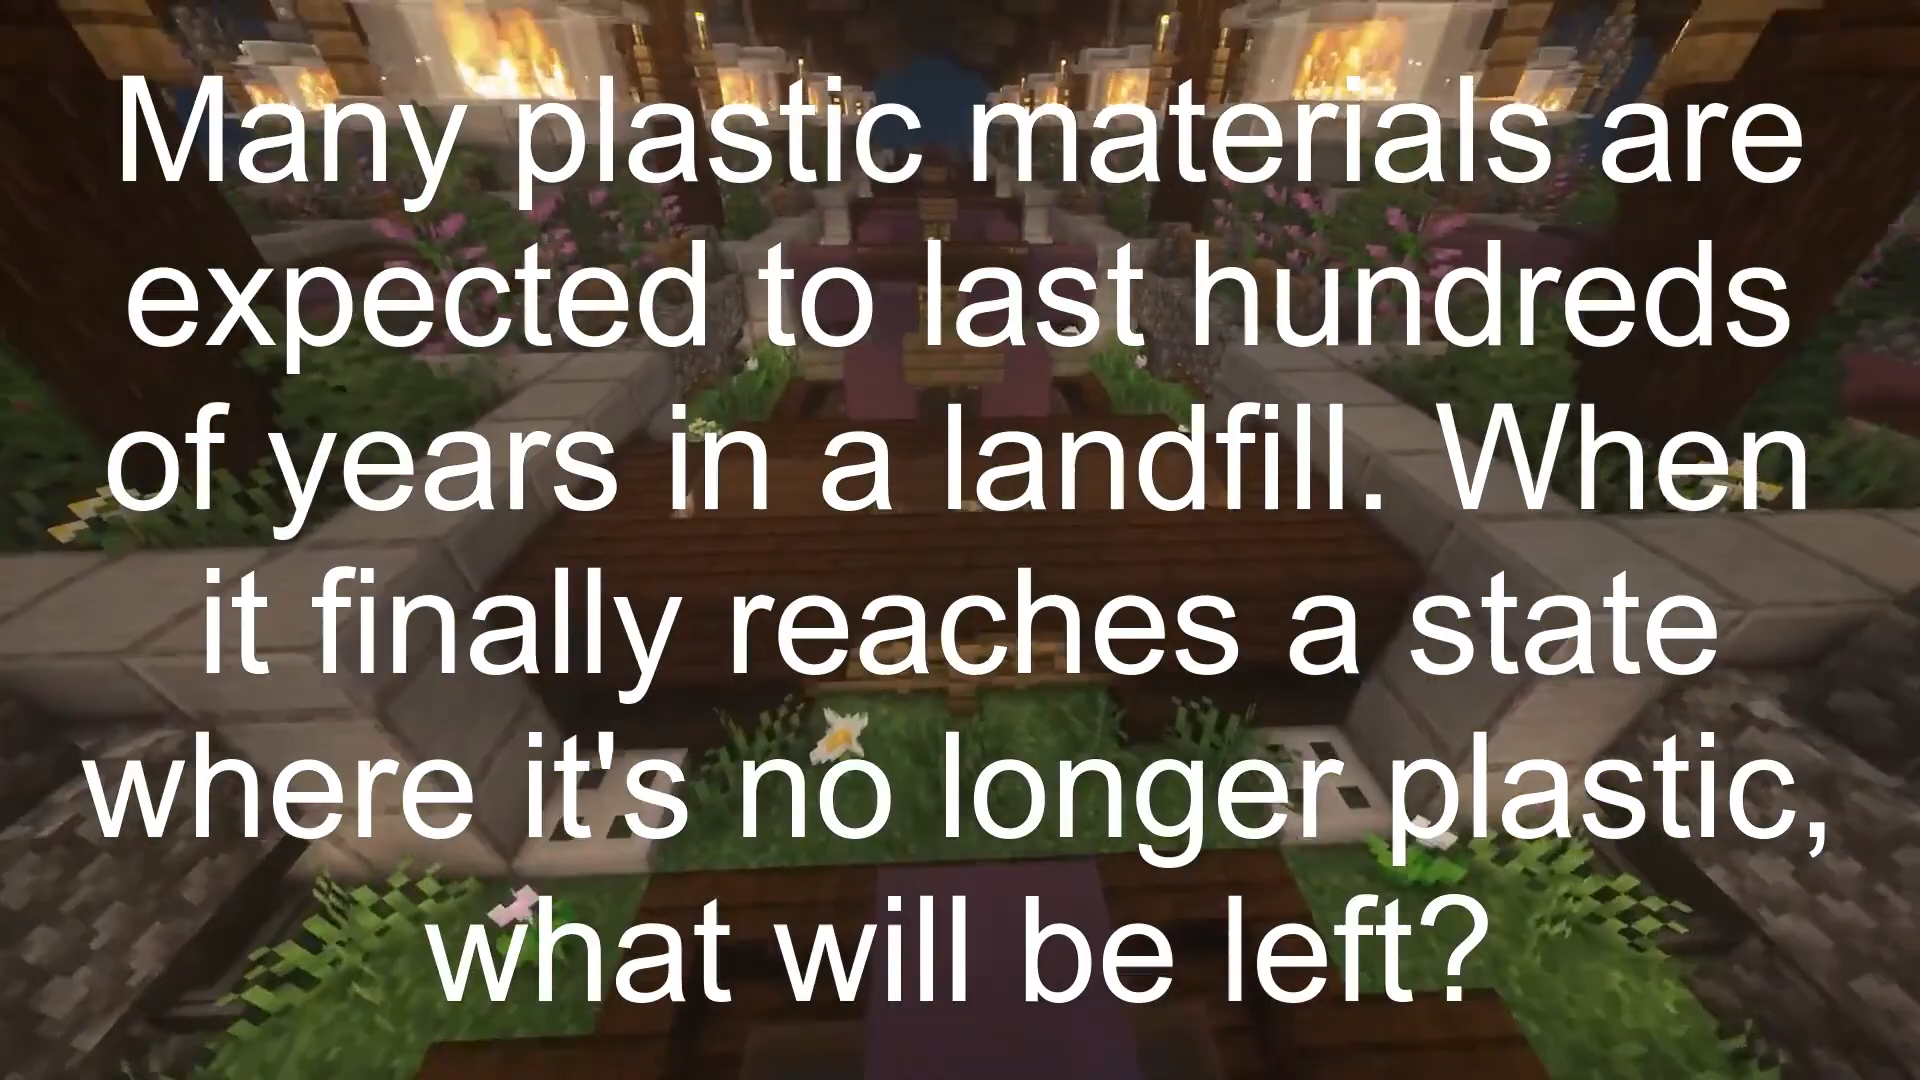 Many plastic materials are
expected to last hundreds
of years in a landfill. When
it finally reaches a state
where it's no longer plastic,
what will be left?